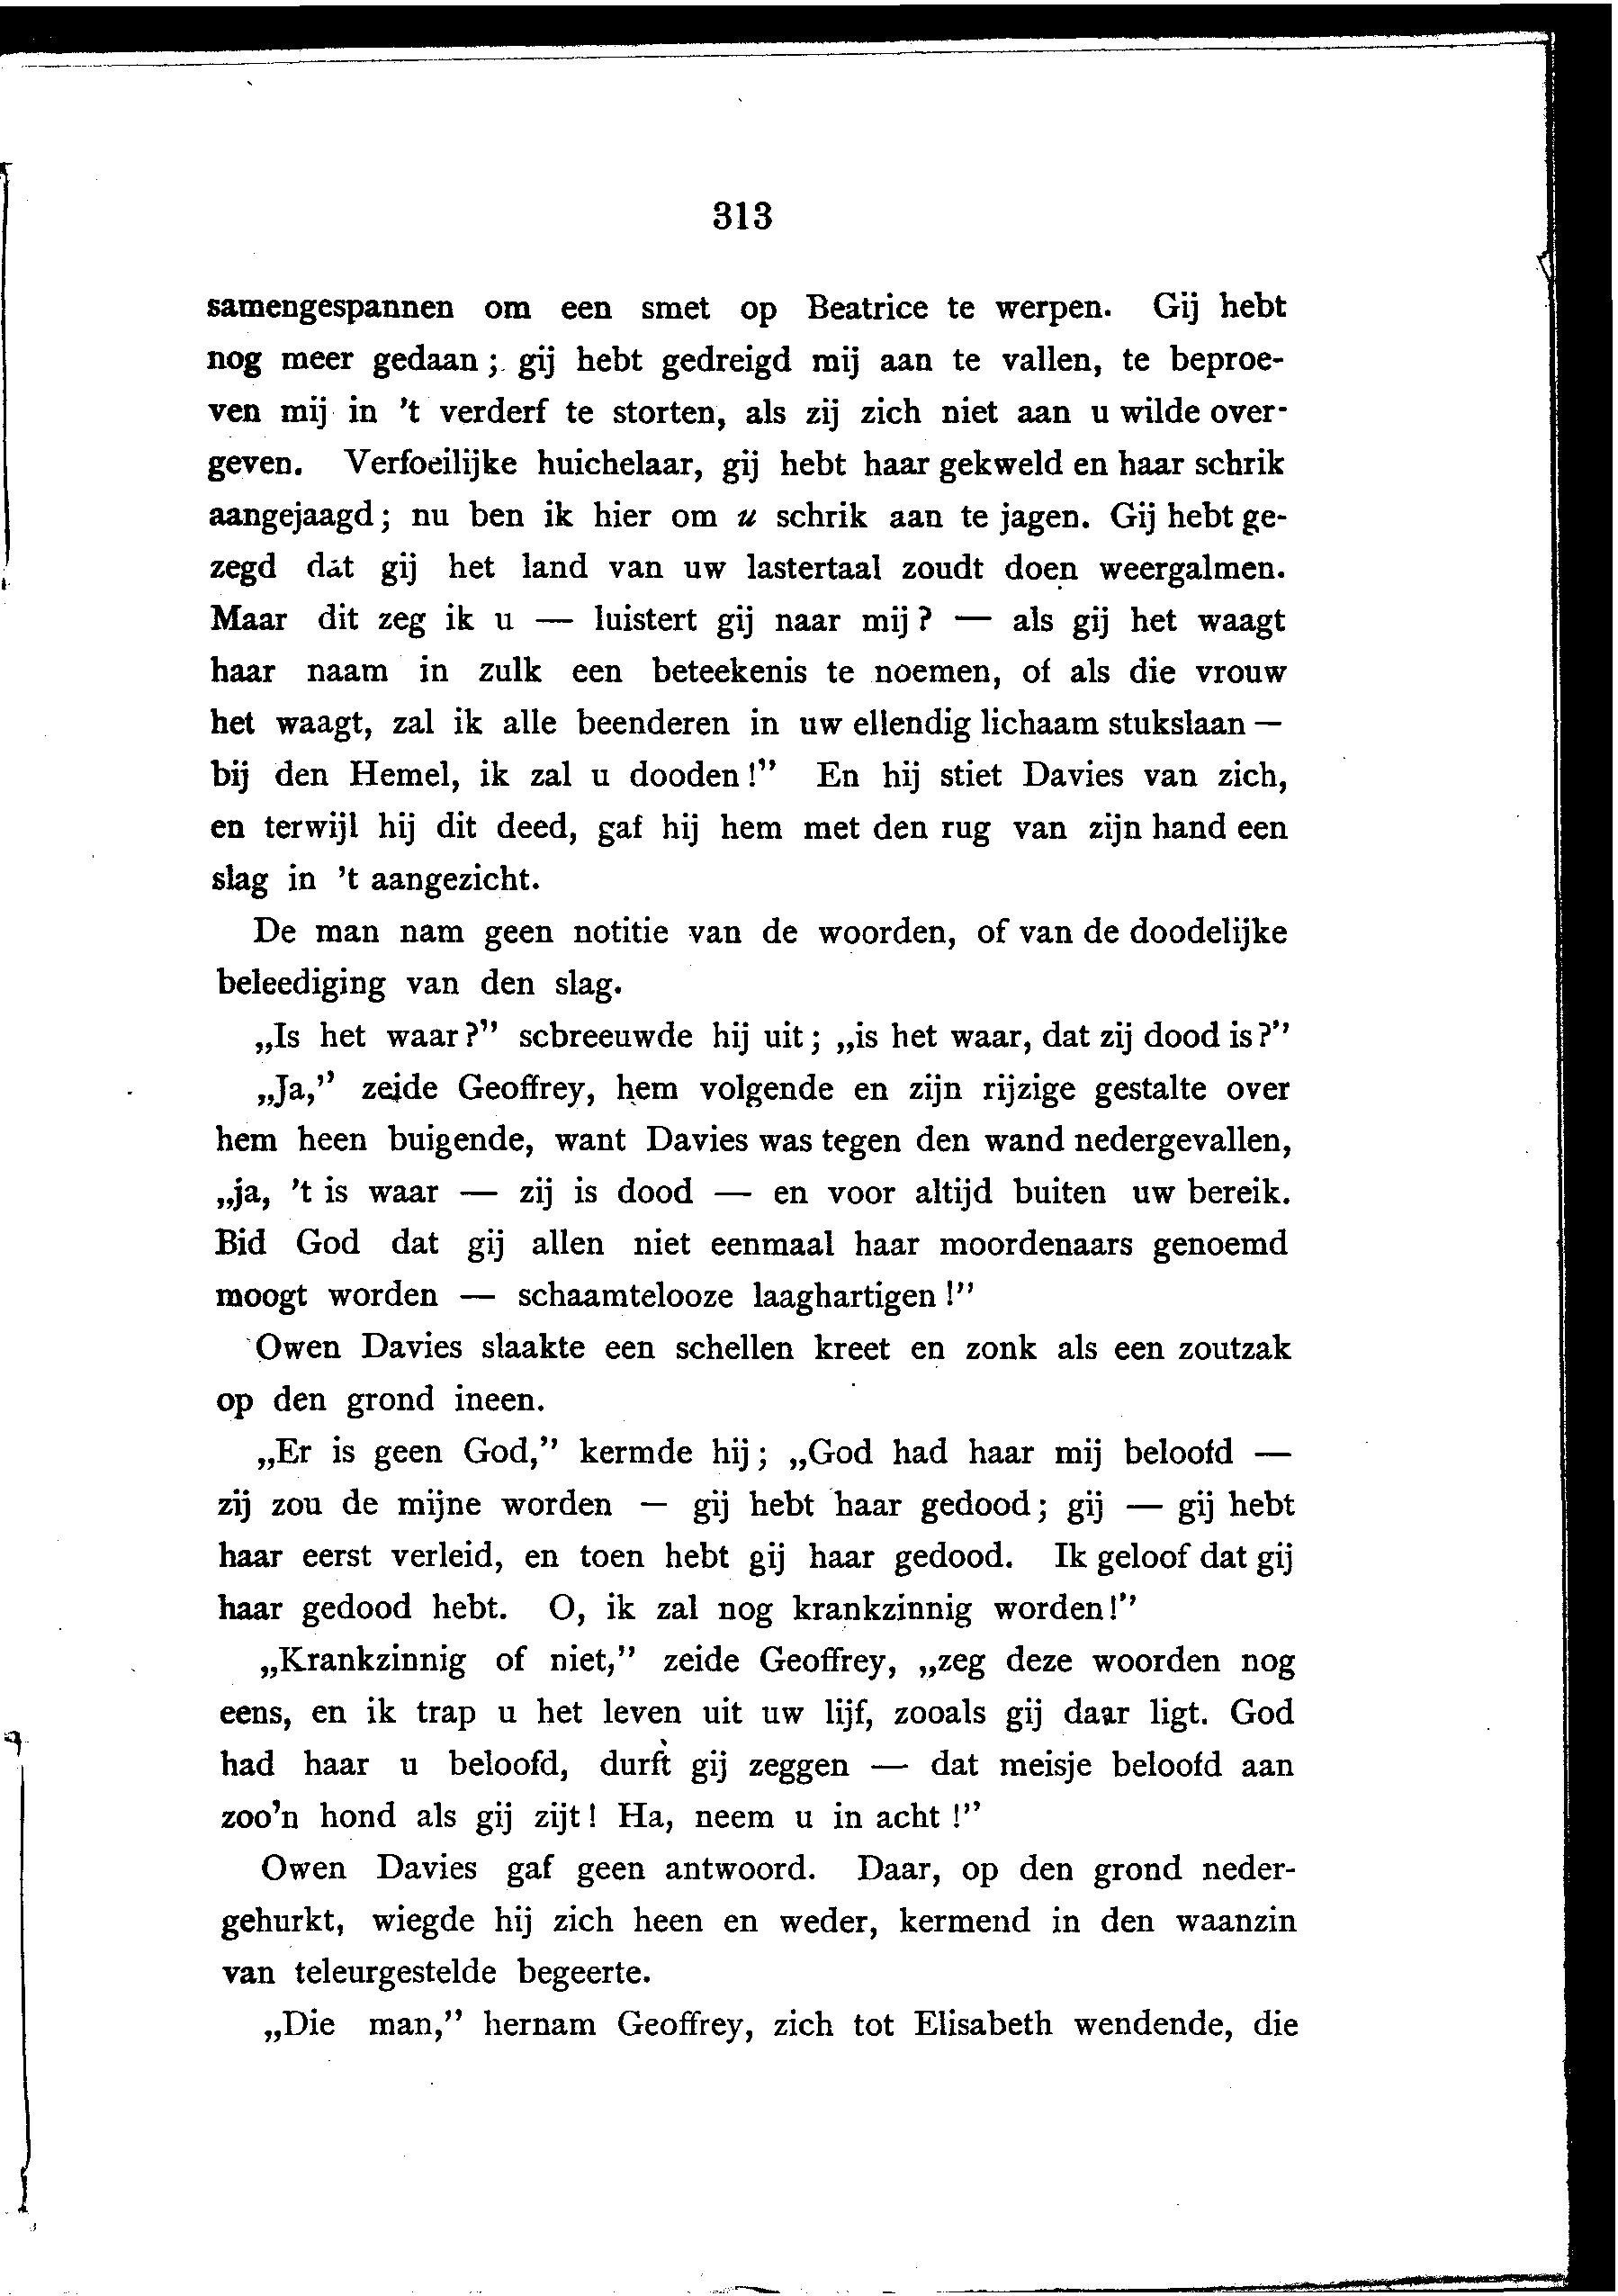 313
samengespannen om een smet op Beatrice te werpen. Gij hebt
nog meer gedaan; gij hebt gedreigd mij aan te vallen, te beproe-
ven mij in 't verderf te storten, als zij zich niet aan u wilde over-
geven. Verfoeilijke huichelaar, gij hebt haar gekweld en haar schrik
aangejaagd; nu ben ik hier om u schrik aan te jagen. Gij hebt ge-
zegd dat gij het land van uw lastertaal zoudt doen weergalmen.
Maar dit zeg ik u — luistert gij naar mij? — als gij het waagt
haar naam in zulk een beteekenis te noemen, of als die vrouw
het waagt, zal ik alle beenderen in uw ellendig lichaam stukslaan —
bij den Hemel, ik zal u dooden!" En hij stiet Davies van zich,
en terwijl hij dit deed, gaf hij hem met den rug van zijn hand een
slag in 't aangezicht.
De man nam geen notitie van de woorden, of van de doodelijke
beleediging van den slag.
„Is het waar?" schreeuwde hij uit; „is het waar, dat zij dood is?"
„Ja," zeide Geoffrey, hem volgende en zijn rijzige gestalte over
hem heen buigende, want Davies was tegen den wand nedergevallen,
„ja, 't is waar — zij is dood — en voor altijd buiten uw bereik.
Bid God dat gij allen niet eenmaal haar moordenaars genoemd
moogt worden — schaamtelooze laaghartigen!"
Owen Davies slaakte een schellen kreet en zonk als een zoutzak
op den grond ineen.
„Er is geen God," kermde hij; „God had haar mij beloofd —
zij zou de mijne worden — gij hebt haar gedood; gij — gij hebt
haar eerst verleid, en toen hebt gij haar gedood. Ik geloof dat gij
haar gedood hebt. O, ik zal nog krankzinnig worden!"
„Krankzinnig of niet," zeide Geoffrey, „zeg deze woorden nog
eens, en ik trap u het leven uit uw lijf, zooals gij daar ligt. God
had haar u beloofd, durft gij zeggen — dat meisje beloofd aan
zoo'n hond als gij zijt! Ha, neem u in acht!"
Owen Davies gaf geen antwoord. Daar, op den grond neder-
gehurkt, wiegde hij zich heen en weder, kermend in den waanzin
van teleurgestelde begeerte.
„Die man," hernam Geoffrey, zich tot Elisabeth wendende, die